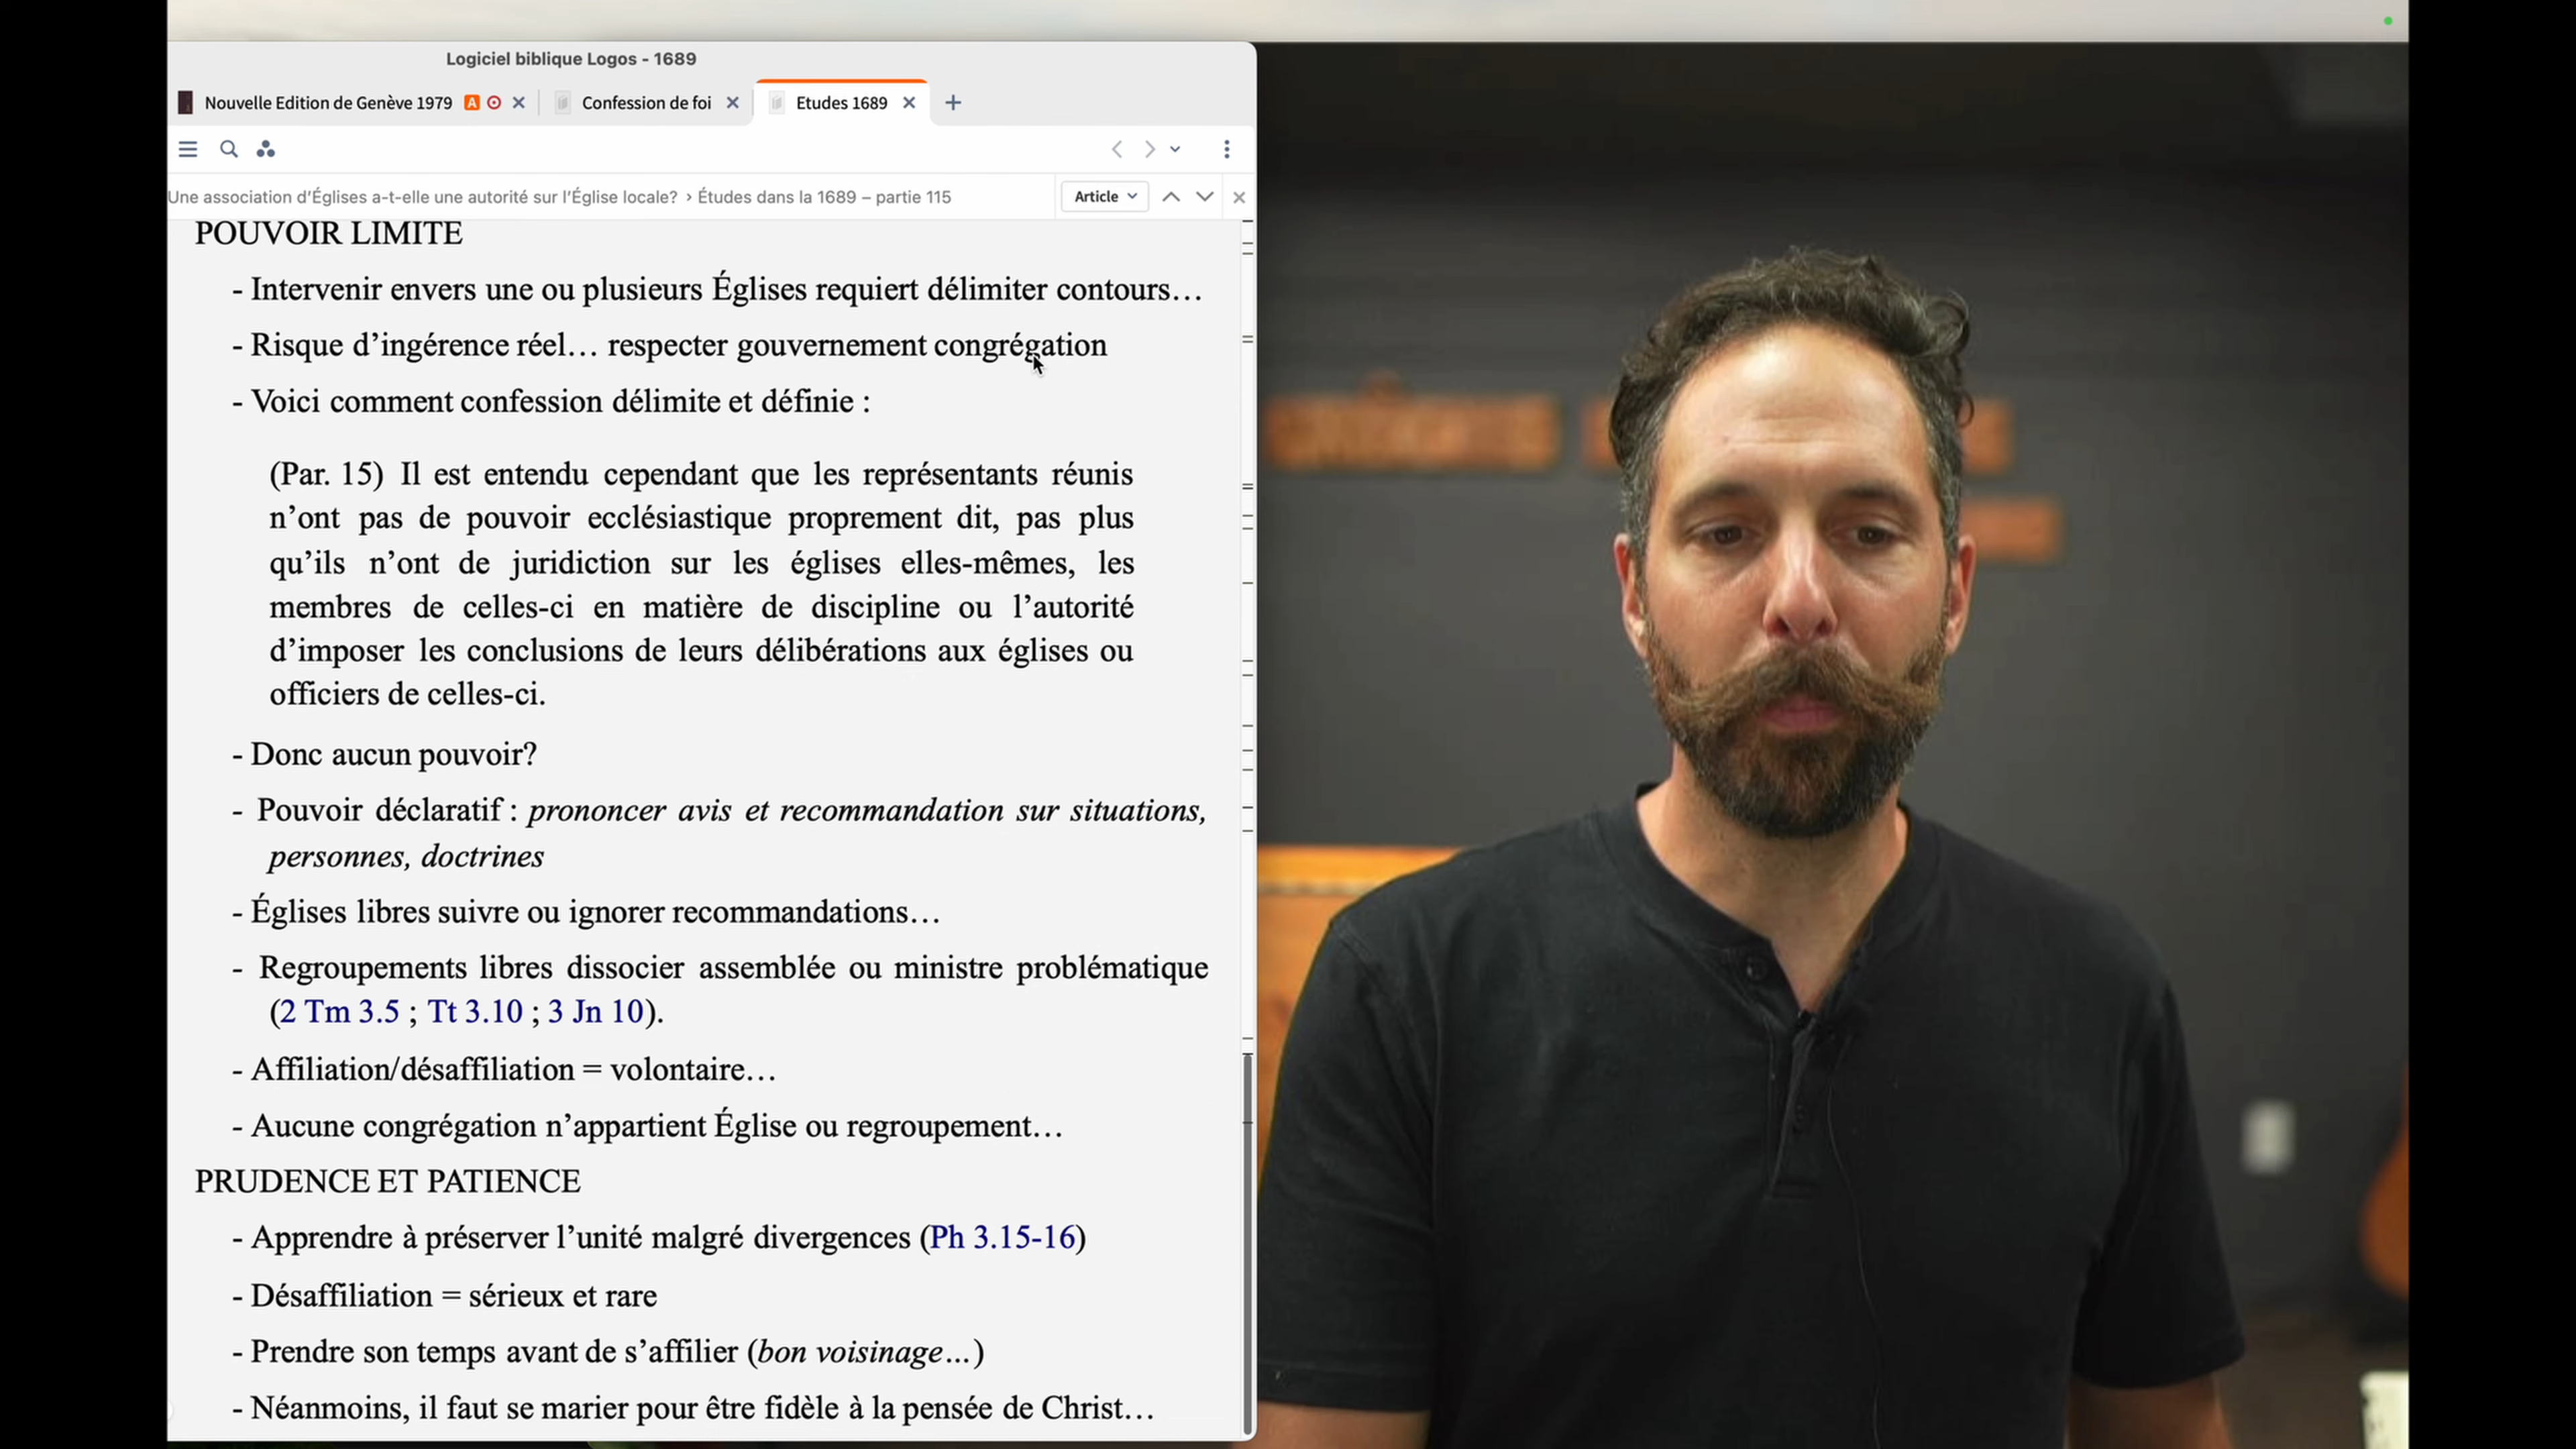 Logiciel biblique Logos - 1689
Nouvelle Edition de Genève 1979 A
Confession de foi
Etudes 1689
Une association d’Églises a-t-elle une autorité sur l’Église locale? › Études dans la 1689 – partie 115
Article
POUVOIR LIMITE
- Intervenir envers une ou plusieurs Églises requiert délimiter contours…
- Risque d’ingérence réel… respecter gouvernement congrégation
- Voici comment confession délimite et définie :
(Par. 15) Il est entendu cependant que les représentants réunis
n’ont pas de pouvoir ecclésiastique proprement dit, pas plus
qu’ils n’ont de juridiction sur les églises elles-mêmes, les
membres de celles-ci en matière de discipline ou l’autorité
d’imposer les conclusions de leurs délibérations aux églises ou
officiers de celles-ci.
- Donc aucun pouvoir?
- Pouvoir déclaratif : prononcer avis et recommandation sur situations,
personnes, doctrines
- Églises libres suivre ou ignorer recommandations…
- Regroupements libres dissocier assemblée ou ministre problématique
(2 Tm 3.5 ; Tt 3.10 ; 3 Jn 10).
- Affiliation/désaffiliation = volontaire…
- Aucune congrégation n’appartient Église ou regroupement…
PRUDENCE ET PATIENCE
- Apprendre à préserver l’unité malgré divergences (Ph 3.15-16)
- Désaffiliation = sérieux et rare
- Prendre son temps avant de s’affilier (bon voisinage…)
- Néanmoins, il faut se marier pour être fidèle à la pensée de Christ…